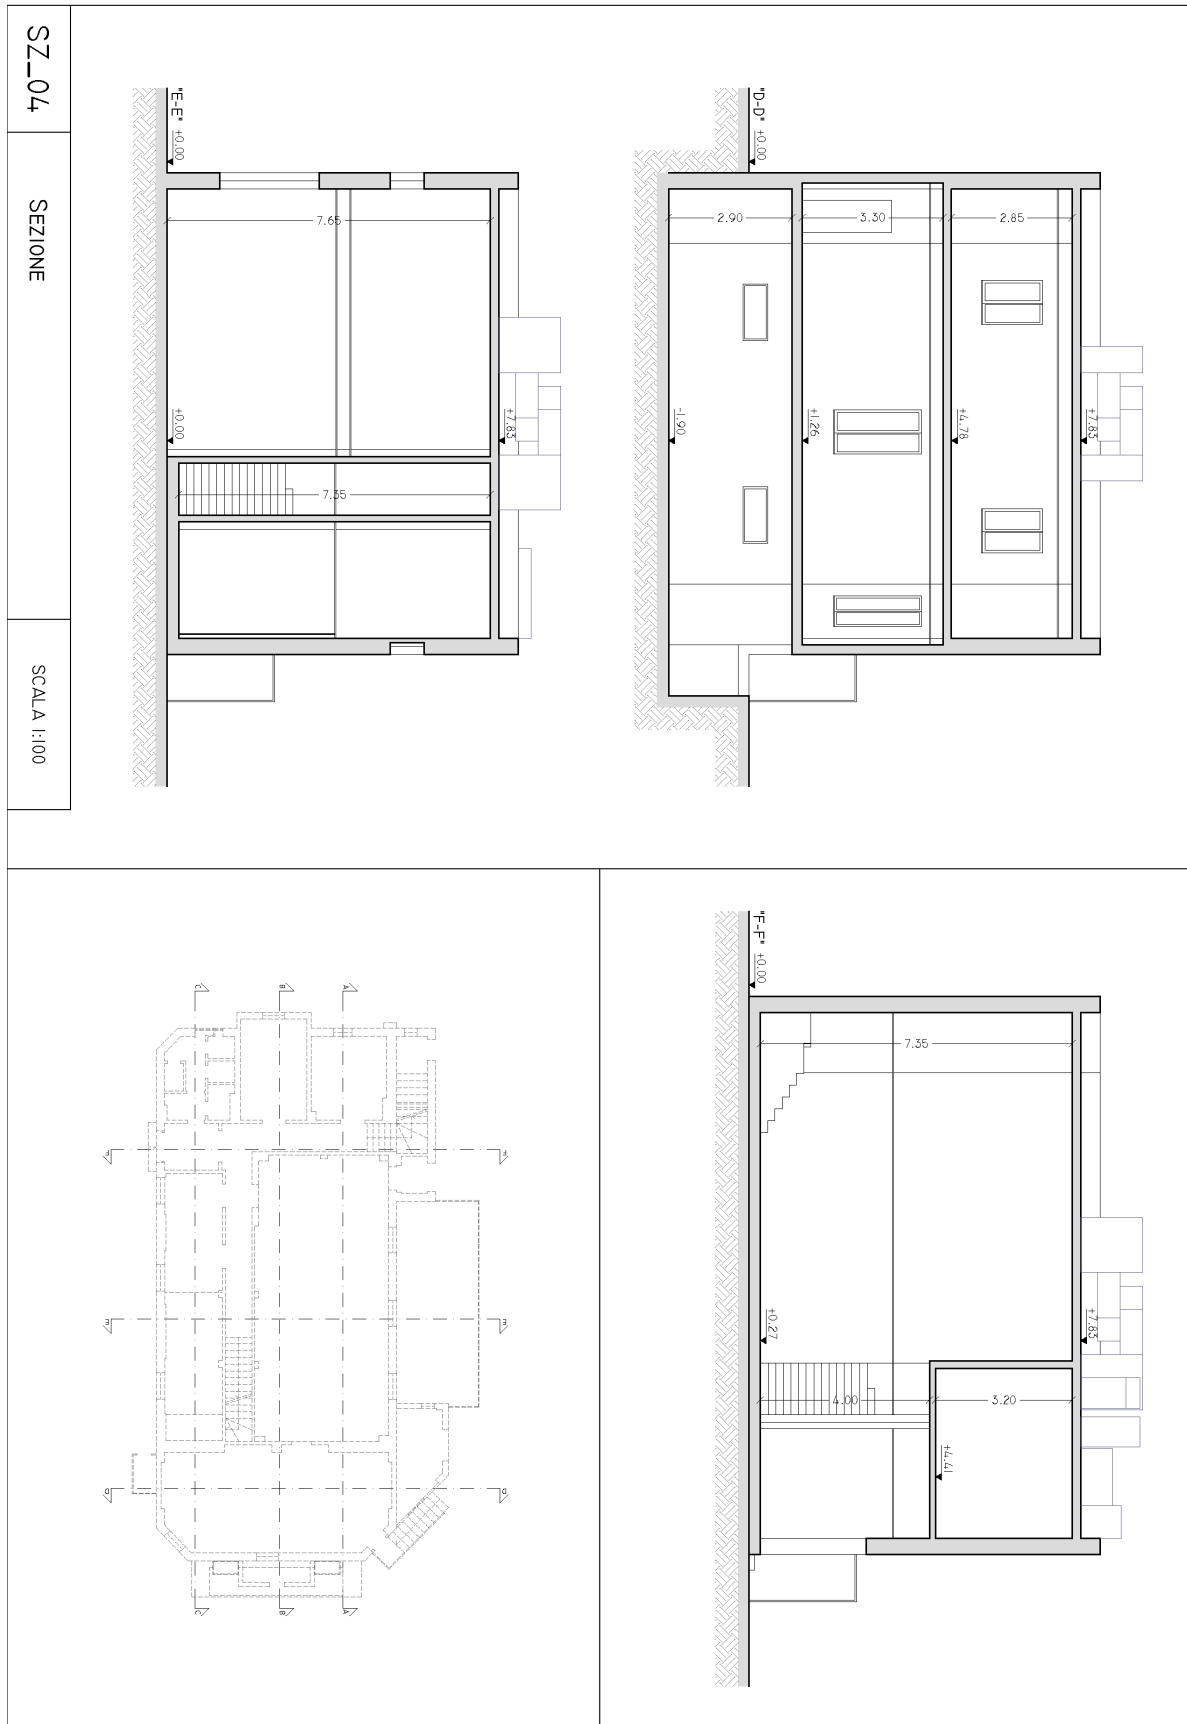 SZ_04
SEZIONE
SCALA 1:100
"D-D"
+0.00
2.90
3.30
2.85
-1.90
+1.26
+4.78
+7.83
"E-E"
+0.00
7.65
+0.00
+7.83
7.35
"F-F"
+0.00
7.35
+0.27
+7.83
4.00
3.20
+4.41
C
B
A
F
F
E
E
D
D
C
B
A